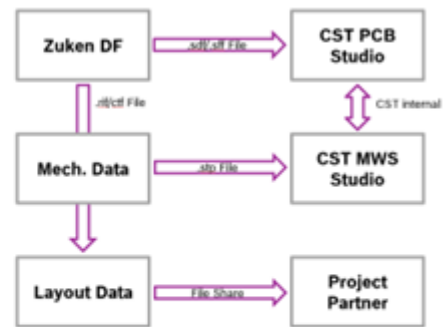 Zuken DF
.sdf/.sff File
CST PCB
Studio
.rif/ctf File
CST internal
Mech. Data
.stp File
CST MWS
Studio
Layout Data
File Share
Project
Partner